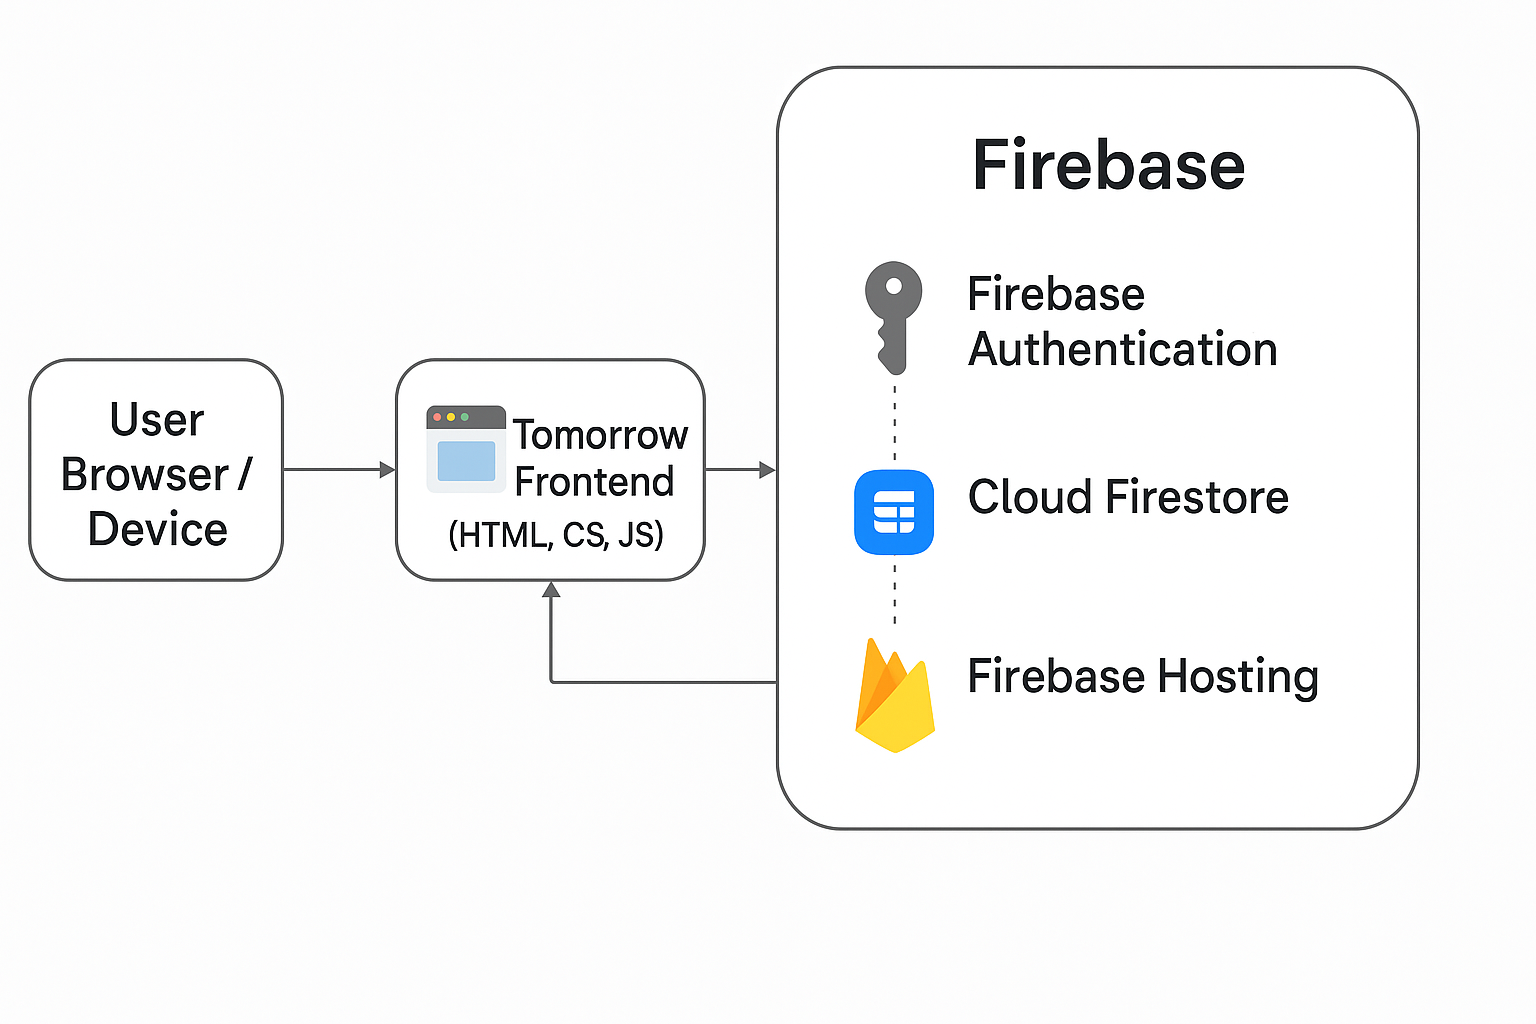 User
Browser /
Device
Tomorrow
Frontend
(HTML, CS, JS)
Firebase
Firebase
Authentication
Cloud Firestore
Firebase Hosting